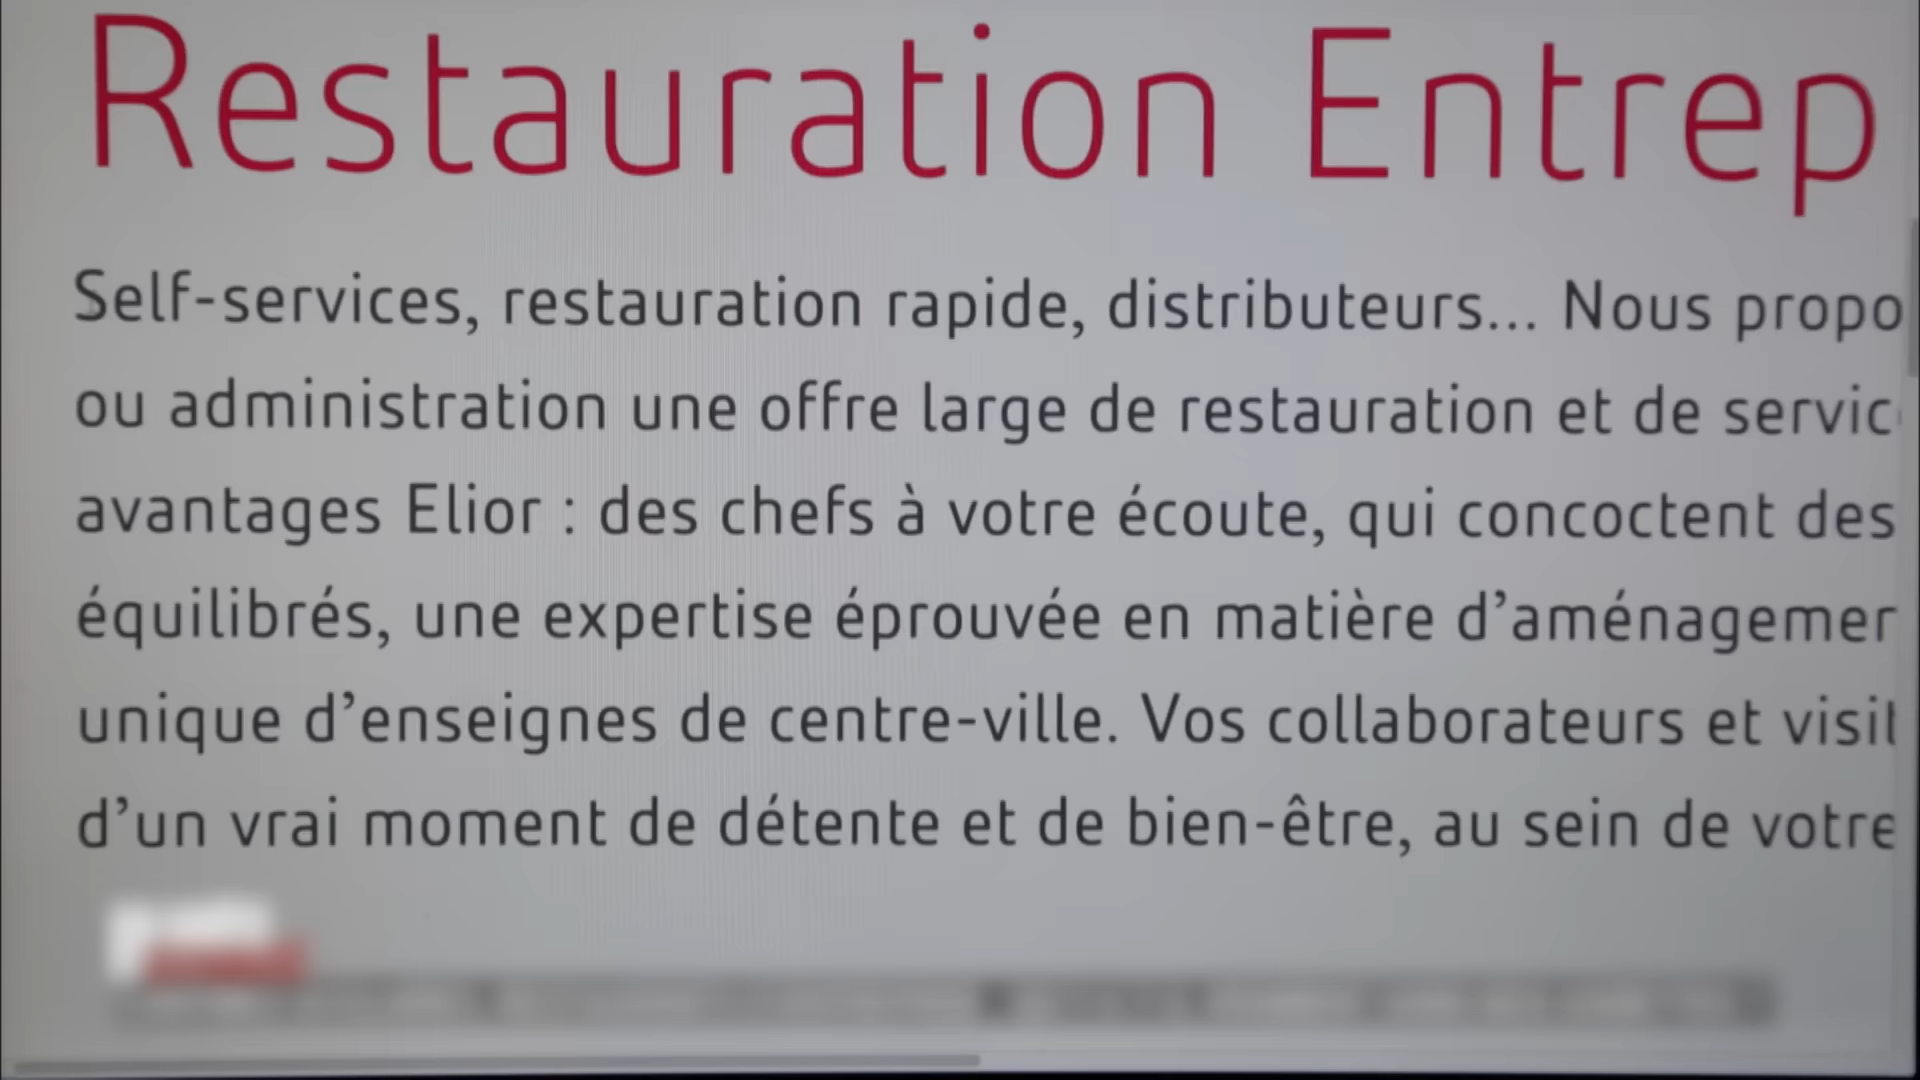 Restauration Entrep
Self-services, restauration rapide, distributeurs... Nous propo
ou administration une offre large de restauration et de servic
avantages Elior : des chefs à votre écoute, qui concoctent des
équilibrés, une expertise éprouvée en matière d’aménagemen
unique d’enseignes de centre-ville. Vos collaborateurs et visit
d’un vrai moment de détente et de bien-être, au sein de votre